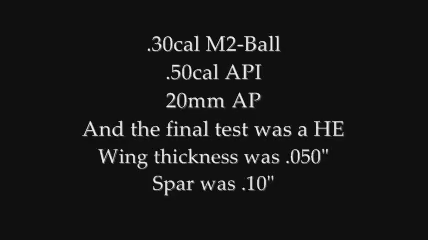 .30cal M2-Ball
.50cal API
20mm AP
And the final test was a HE
Wing thickness was .050"
Spar was .10"